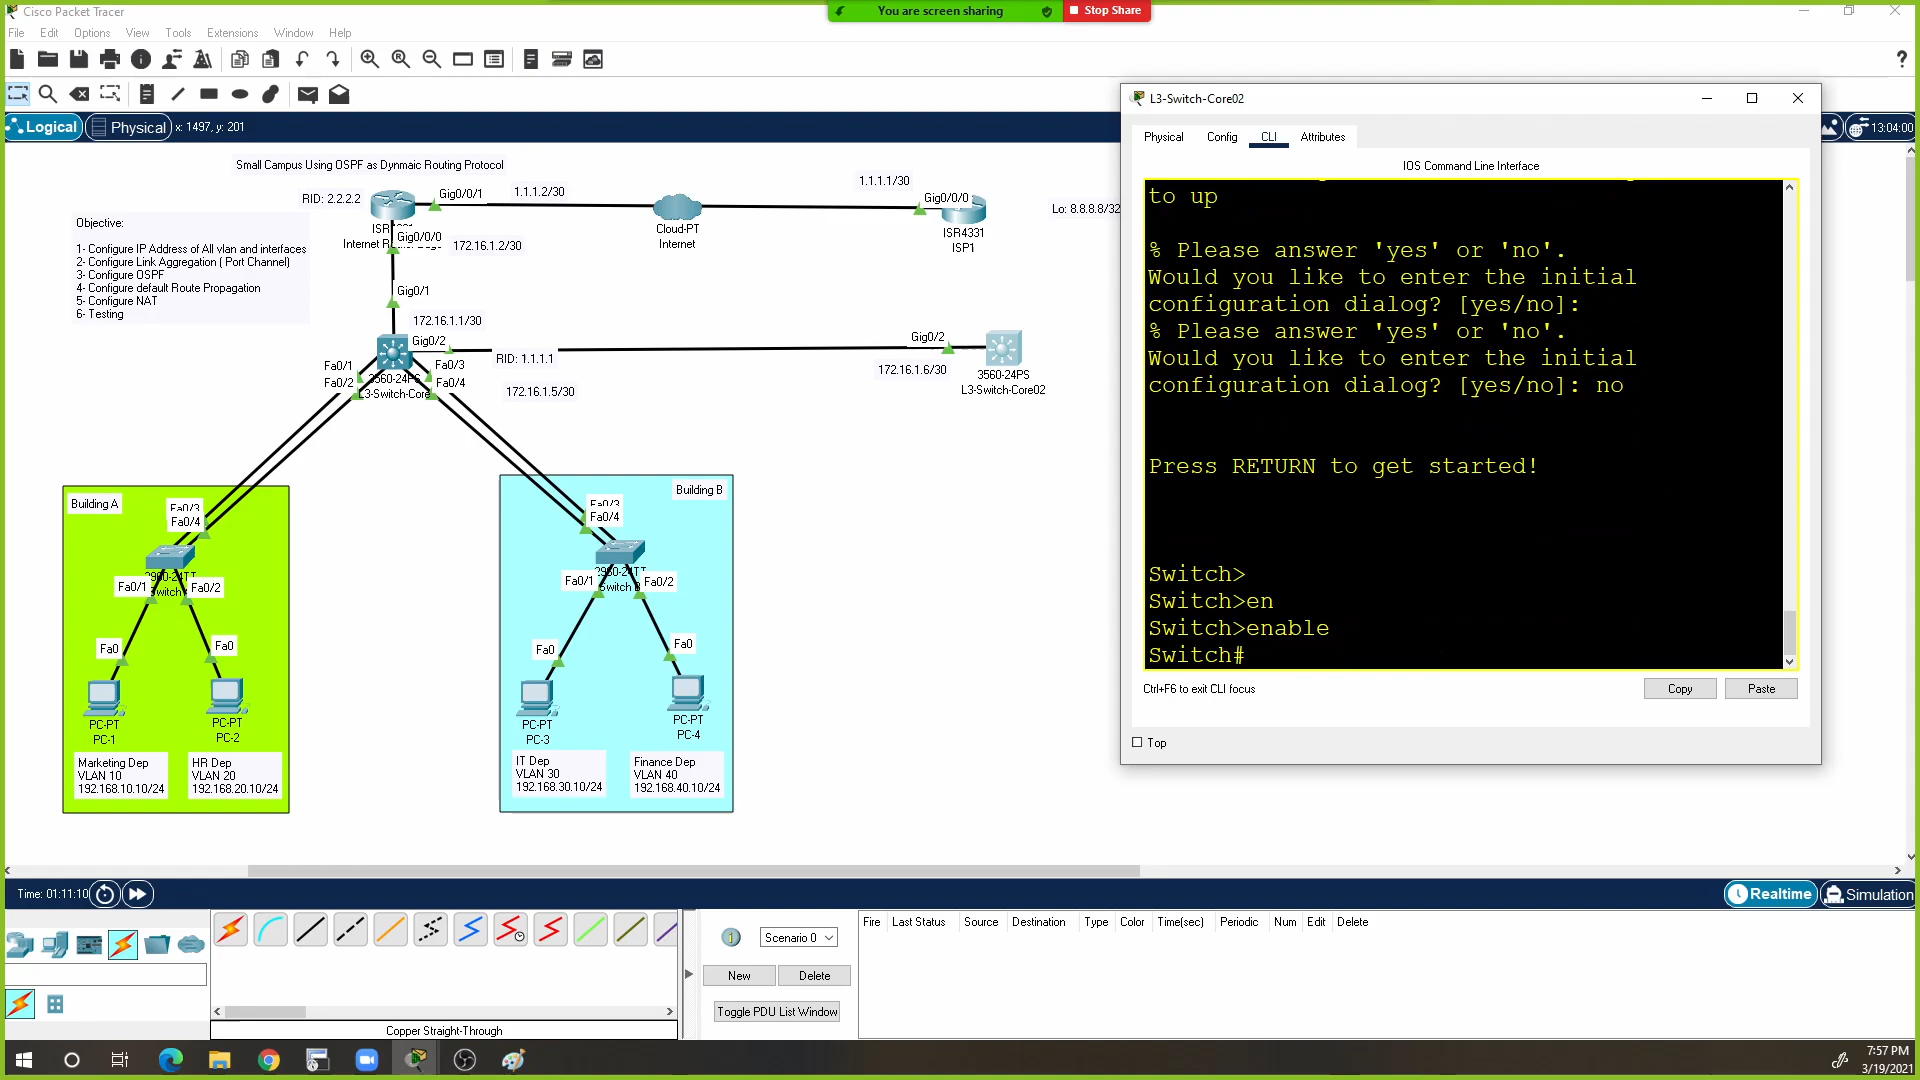 Cisco Packet Tracer
You are screen sharing
Stop Share
File Edit Options View Tools Extensions Window Help
Logical
Physical
x: 1497, y: 201
13:04:00
Small Campus Using OSPF as Dynmaic Routing Protocol
RID: 2.2.2.2
Gig0/0/1
1.1.1.2/30
1.1.1.1/30
Gig0/0/0
Lo: 8.8.8.8/32
Objective:
1- Configure IP Address of All vlan and interfaces
2- Configure Link Aggregation ( Port Channel)
3- Configure OSPF
4- Configure default Route Propagation
5- Configure NAT
6- Testing
Gig0/0/0
172.16.1.2/30
Cloud-PT
Internet
ISR4331
ISP1
Gig0/1
172.16.1.1/30
Gig0/2
RID: 1.1.1.1
Gig0/2
172.16.1.6/30
3560-24PS
L3-Switch-Core02
Fa0/1
Fa0/2
Fa0/3
Fa0/4
L3-Switch-Core
172.16.1.5/30
Building A
Fa0/3
Fa0/4
Fa0/1
Fa0/2
Fa0
Fa0
PC-PT
PC-1
PC-PT
PC-2
Marketing Dep
VLAN 10
192.168.10.10/24
HR Dep
VLAN 20
192.168.20.10/24
Building B
Fa0/3
Fa0/4
Fa0/1
Fa0/2
Fa0
Fa0
PC-PT
PC-3
PC-PT
PC-4
IT Dep
VLAN 30
192.168.30.10/24
Finance Dep
VLAN 40
192.168.40.10/24
L3-Switch-Core02
Physical Config CLI Attributes
IOS Command Line Interface
to up
% Please answer 'yes' or 'no'.
Would you like to enter the initial
configuration dialog? [yes/no]:
% Please answer 'yes' or 'no'.
Would you like to enter the initial
configuration dialog? [yes/no]: no
Press RETURN to get started!
Switch>
Switch>en
Switch>enable
Switch#
Ctrl+F6 to exit CLI focus
Copy
Paste
Top
Time: 01:11:10
Realtime
Simulation
Scenario 0
New
Delete
Toggle PDU List Window
Fire Last Status Source Destination Type Color Time(sec) Periodic Num Edit Delete
Copper Straight-Through
7:57 PM
3/19/2021